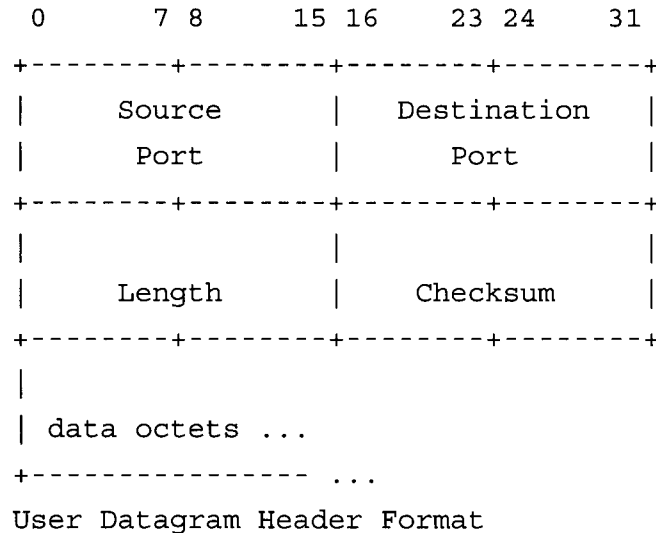 0      7 8     15 16    23 24    31
+--------+--------+--------+--------+
|     Source      |   Destination   |
|      Port       |      Port       |
+--------+--------+--------+--------+
|                 |                 |
|     Length      |    Checksum     |
+--------+--------+--------+--------+
|
| data octets ...
+---------------- ...
User Datagram Header Format